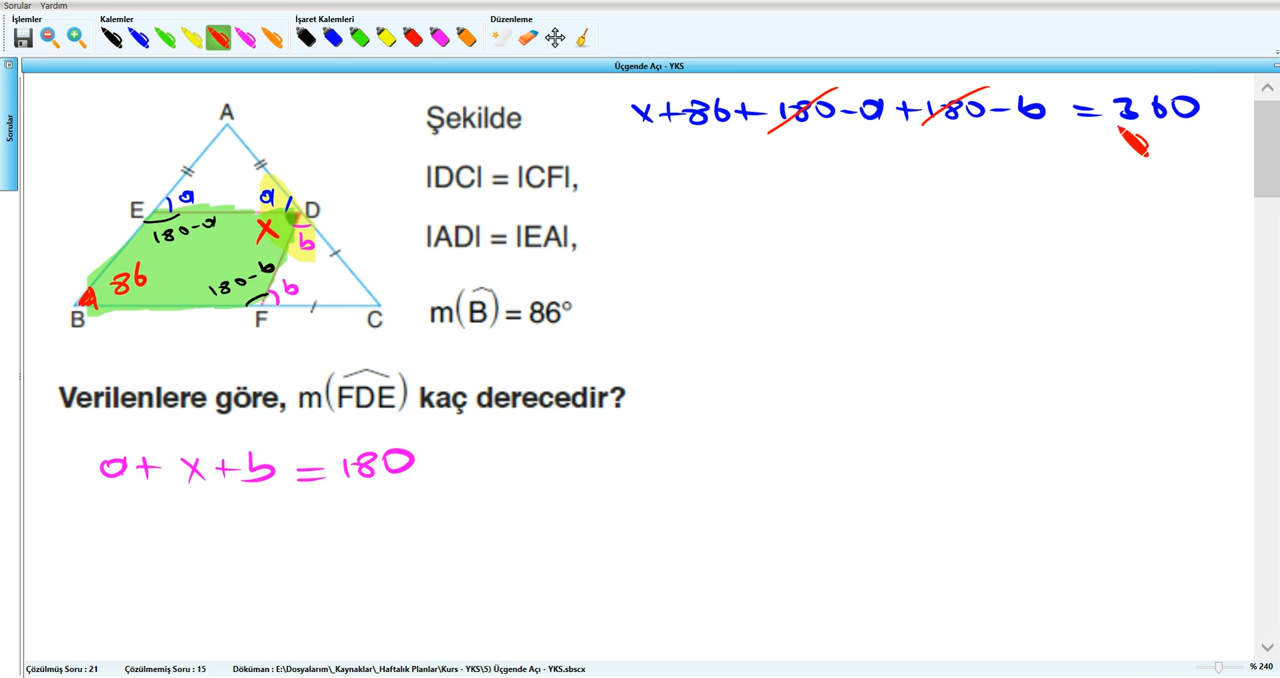 Sorular Yardım
İşlemler Kalemler İşaret Kalemleri Düzenleme
Üçgende Açı - YKS
Sorular
x+86+180-a+180-b = 360
A
Şekilde
|DC| = |CF|,
|AD| = |EA|,
m(B) = 86°
E a a D
180-a x b
86 180-b b
B F C
Verilenlere göre, m(FDE) kaç derecedir?
a+ x+b = 180
Çözülmüş Soru : 21 Çözülmemiş Soru : 15 Döküman : E:\Dosyalarım\_Kaynaklar\_Haftalık Planlar\Kurs - YKS\5) Üçgende Açı - YKS.sbscx % 240